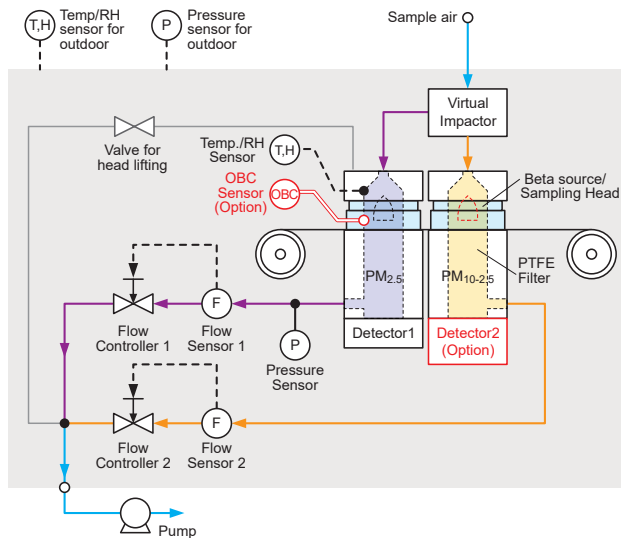 T,H
Temp/RH
sensor for
outdoor
P
Pressure
sensor for
outdoor
Sample air
Virtual
Impactor
Valve for
head lifting
Temp./RH
Sensor
T,H
OBC
Sensor
(Option)
OBC
Beta source/
Sampling Head
PM2.5
PM10-2.5
PTFE
Filter
F
Flow
Controller 1
Flow
Sensor 1
P
Pressure
Sensor
Detector1
Detector2
(Option)
F
Flow
Controller 2
Flow
Sensor 2
Pump